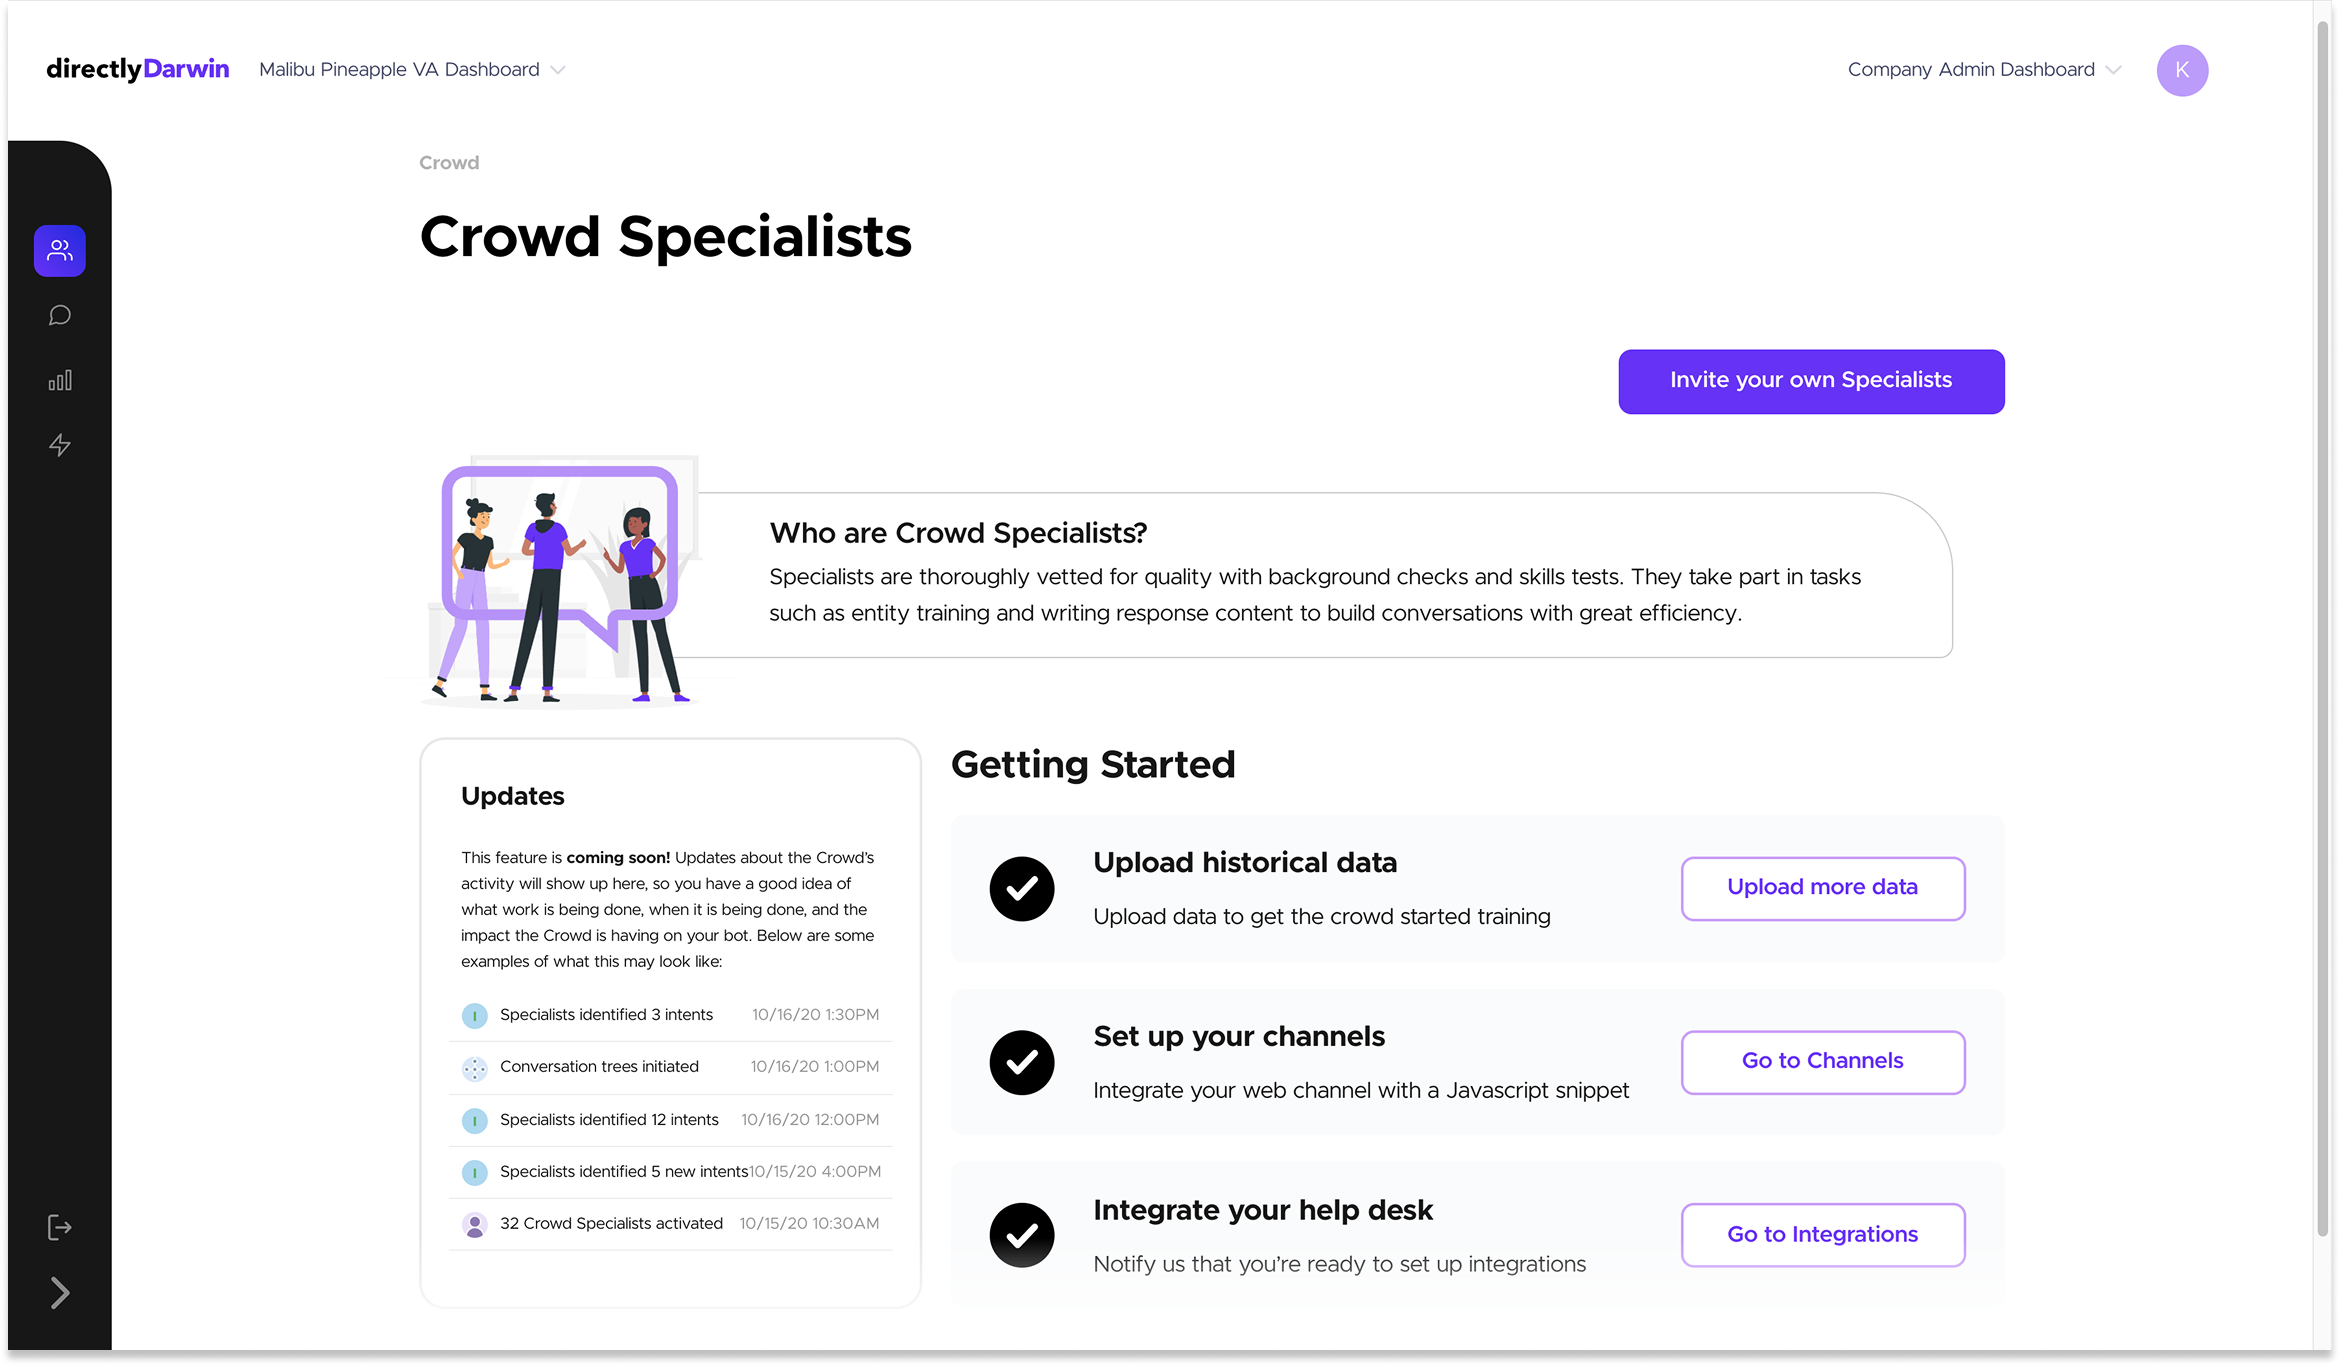 directlyDarwin
Malibu Pineapple VA Dashboard
Company Admin Dashboard
K
Crowd
Crowd Specialists
Invite your own Specialists
Who are Crowd Specialists?
Specialists are thoroughly vetted for quality with background checks and skills tests. They take part in tasks
such as entity training and writing response content to build conversations with great efficiency.
Updates
This feature is coming soon! Updates about the Crowd's
activity will show up here, so you have a good idea of
what work is being done, when it is being done, and the
impact the Crowd is having on your bot. Below are some
examples of what this may look like:
I Specialists identified 3 intents 10/16/20 1:30PM
Conversation trees initiated 10/16/20 1:00PM
I Specialists identified 12 intents 10/16/20 12:00PM
I Specialists identified 5 new intents 10/15/20 4:00PM
32 Crowd Specialists activated 10/15/20 10:30AM
Getting Started
Upload historical data
Upload data to get the crowd started training
Upload more data
Set up your channels
Integrate your web channel with a Javascript snippet
Go to Channels
Integrate your help desk
Notify us that you're ready to set up integrations
Go to Integrations